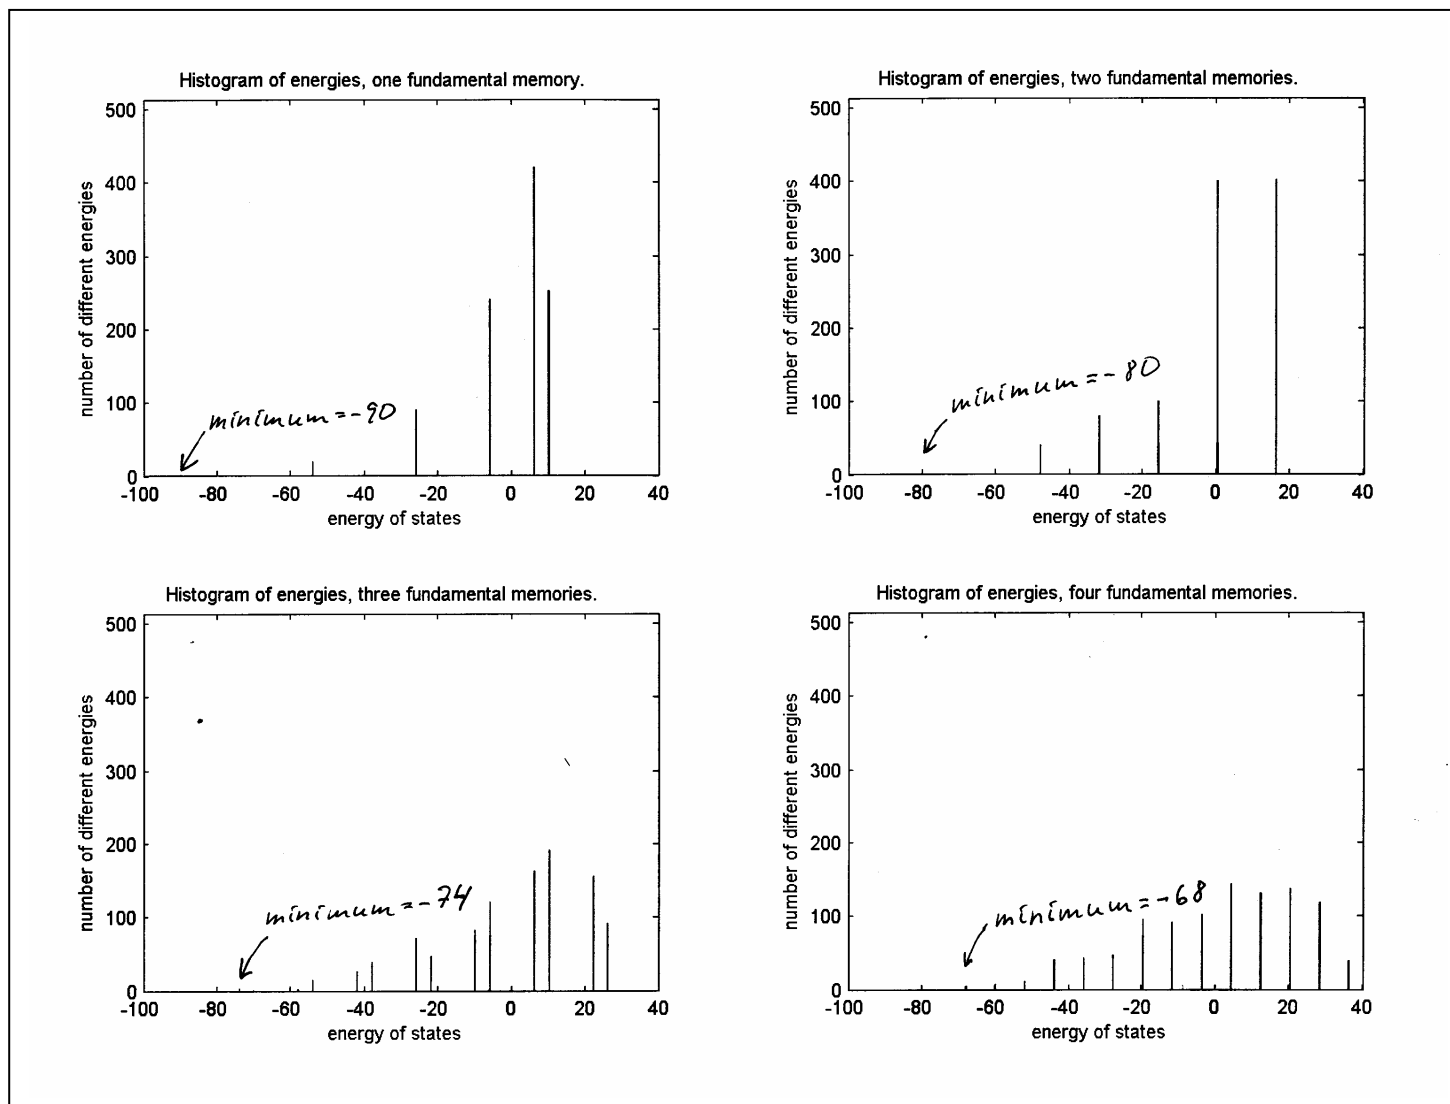 Histogram of energies, one fundamental memory.
500
400
300
200
100
0
number of different energies
minimum=-90
-100 -80 -60 -40 -20 0 20 40
energy of states
Histogram of energies, two fundamental memories.
500
400
300
200
100
0
number of different energies
minimum=-80
-100 -80 -60 -40 -20 0 20 40
energy of states
Histogram of energies, three fundamental memories.
500
400
300
200
100
0
number of different energies
minimum=-74
-100 -80 -60 -40 -20 0 20 40
energy of states
Histogram of energies, four fundamental memories.
500
400
300
200
100
0
number of different energies
minimum=-68
-100 -80 -60 -40 -20 0 20 40
energy of states